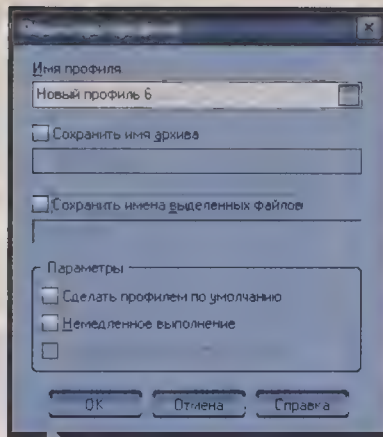 Имя профиля
Новый профиль 6
Сохранить имя архива
Сохранить имена выделенных файлов
Параметры
Сделать профилем по умолчанию
Немедленное выполнение
OK
Отмена
Справка